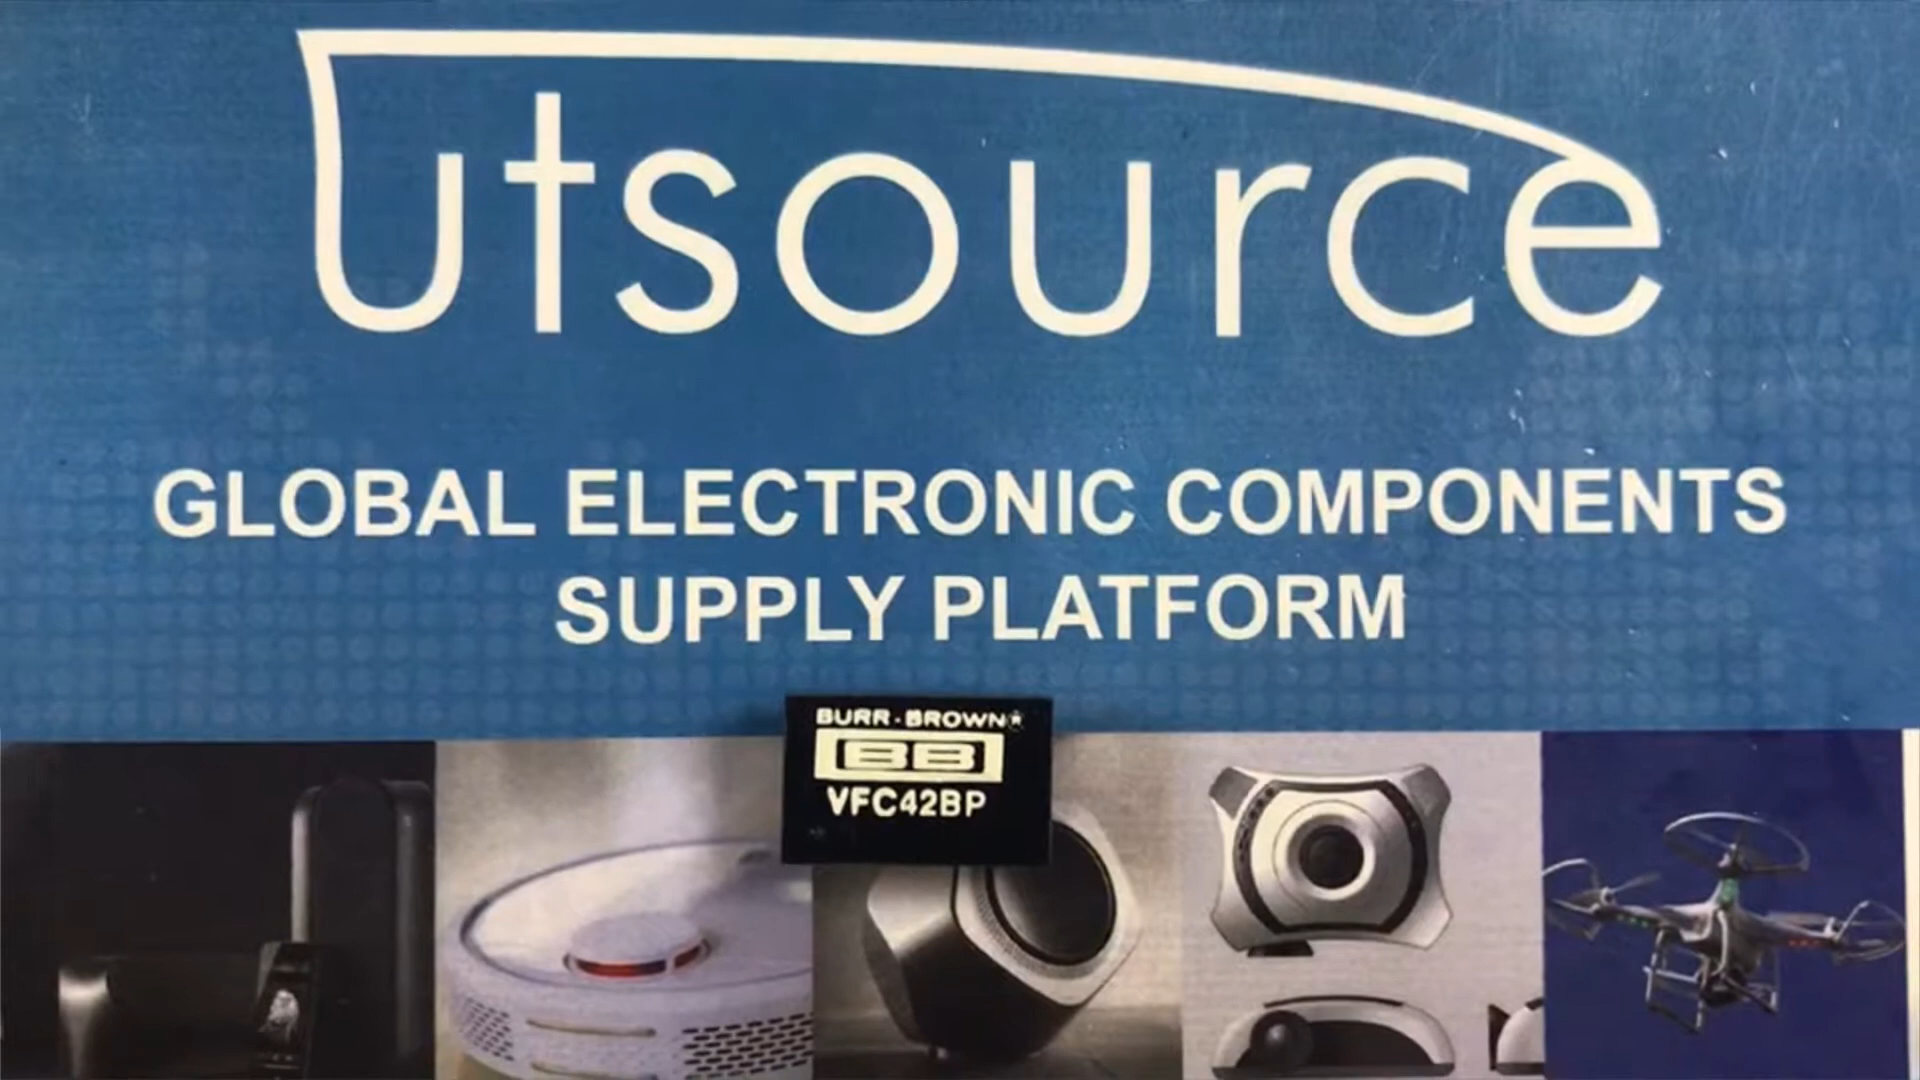 Utsource
GLOBAL ELECTRONIC COMPONENTS
SUPPLY PLATFORM
BURR-BROWN
BB
VFC42BP